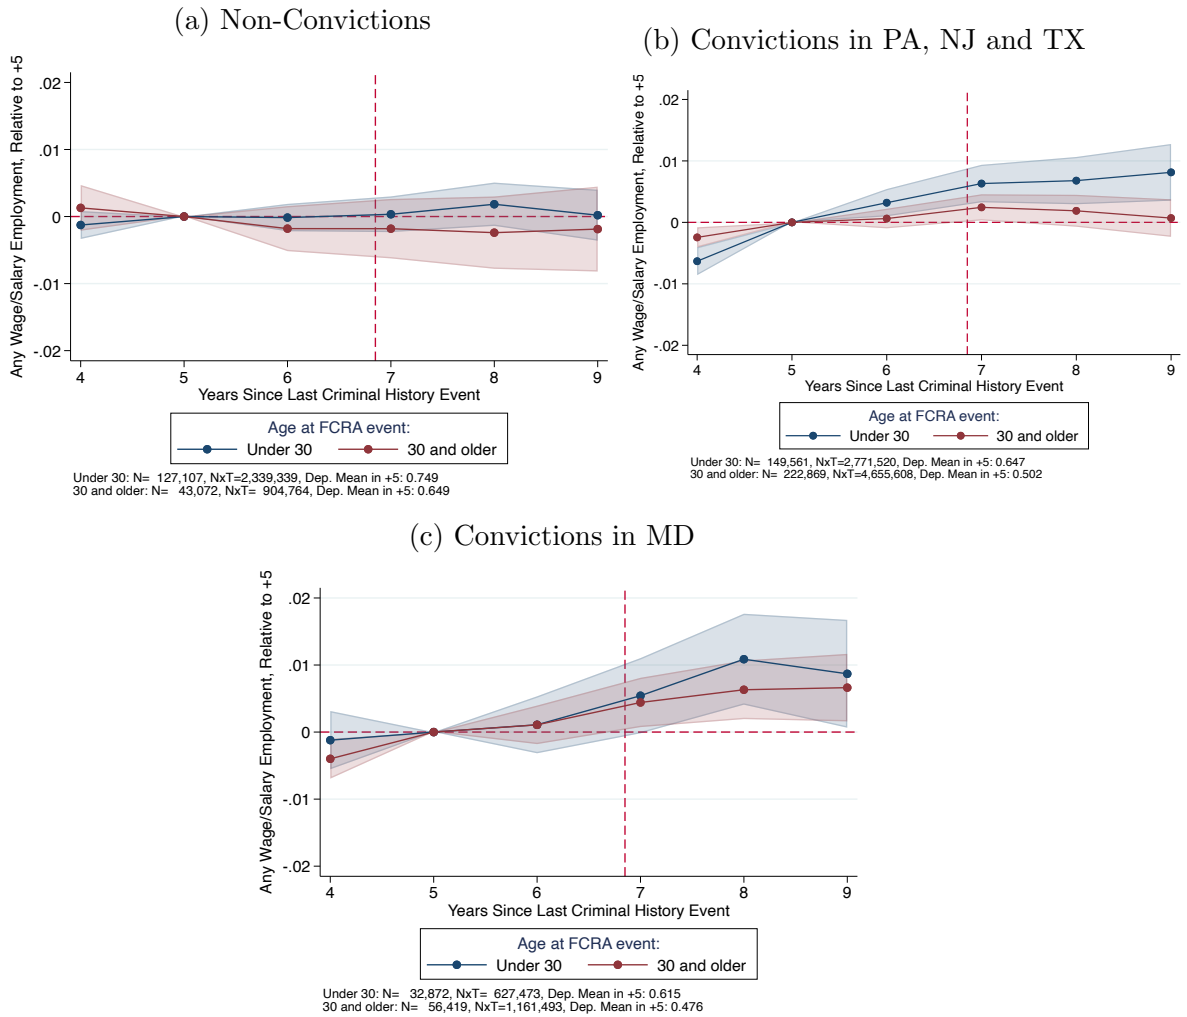 (a) Non-Convictions
Any Wage/Salary Employment, Relative to +5
.02
.01
0
-.01
-.02
4 5 6 7 8 9
Years Since Last Criminal History Event
Age at FCRA event:
Under 30 30 and older
Under 30: N= 127,107, NxT=2,339,339, Dep. Mean in +5: 0.749
30 and older: N= 43,072, NxT= 904,764, Dep. Mean in +5: 0.649
(b) Convictions in PA, NJ and TX
Any Wage/Salary Employment, Relative to +5
.02
.01
0
-.01
-.02
4 5 6 7 8 9
Years Since Last Criminal History Event
Age at FCRA event:
Under 30 30 and older
Under 30: N= 149,561, NxT=2,771,520, Dep. Mean in +5: 0.647
30 and older: N= 222,869, NxT=4,655,608, Dep. Mean in +5: 0.502
(c) Convictions in MD
Any Wage/Salary Employment, Relative to +5
.02
.01
0
-.01
-.02
4 5 6 7 8 9
Years Since Last Criminal History Event
Age at FCRA event:
Under 30 30 and older
Under 30: N= 32,872, NxT= 627,473, Dep. Mean in +5: 0.615
30 and older: N= 56,419, NxT=1,161,493, Dep. Mean in +5: 0.476